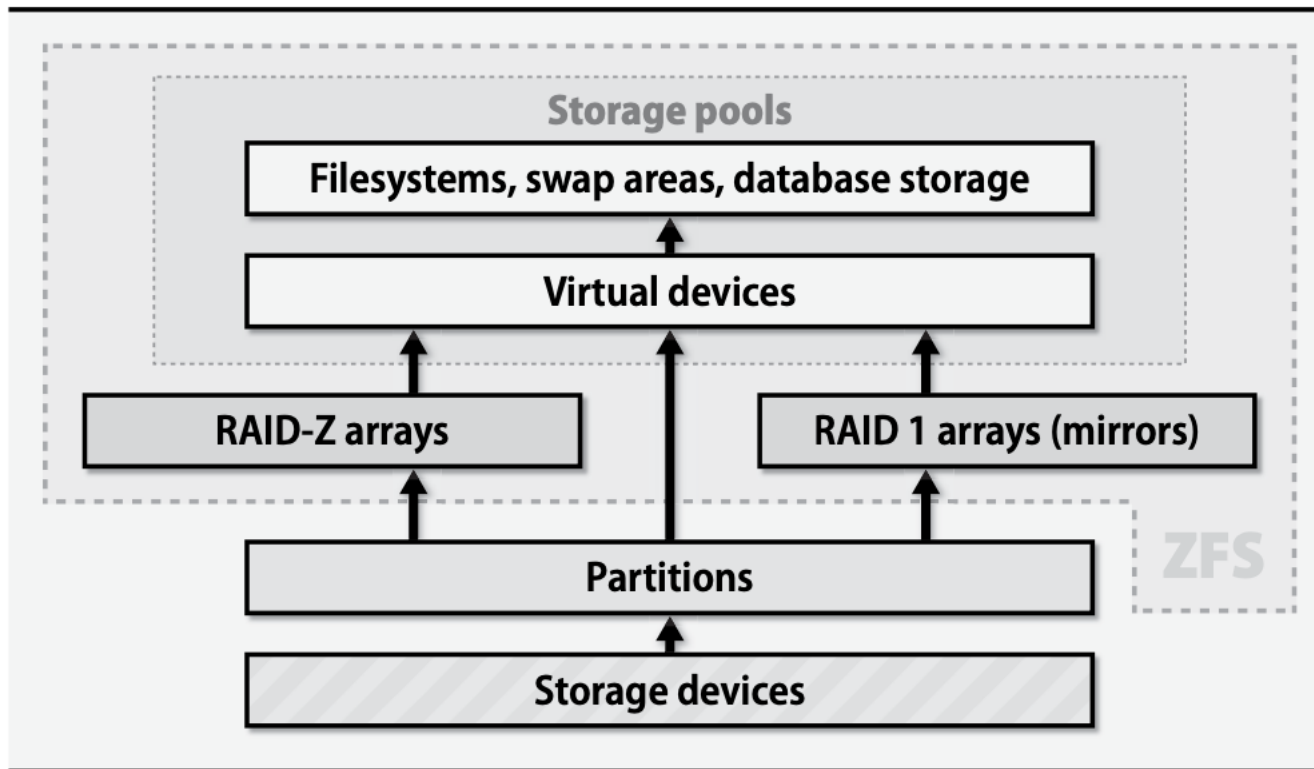 Storage pools
Filesystems, swap areas, database storage
Virtual devices
RAID-Z arrays
RAID 1 arrays (mirrors)
ZFS
Partitions
Storage devices